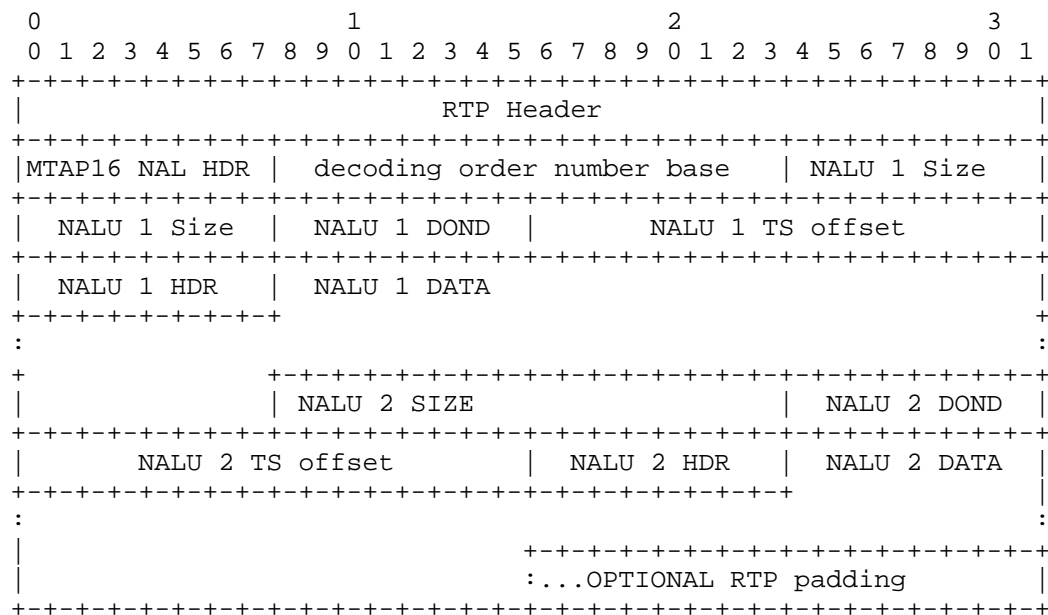 0                   1                   2                   3
 0 1 2 3 4 5 6 7 8 9 0 1 2 3 4 5 6 7 8 9 0 1 2 3 4 5 6 7 8 9 0 1
+-+-+-+-+-+-+-+-+-+-+-+-+-+-+-+-+-+-+-+-+-+-+-+-+-+-+-+-+-+-+-+-+
|                          RTP Header                           |
+-+-+-+-+-+-+-+-+-+-+-+-+-+-+-+-+-+-+-+-+-+-+-+-+-+-+-+-+-+-+-+-+
|MTAP16 NAL HDR |  decoding order number base   | NALU 1 Size   |
+-+-+-+-+-+-+-+-+-+-+-+-+-+-+-+-+-+-+-+-+-+-+-+-+-+-+-+-+-+-+-+-+
|  NALU 1 Size  |  NALU 1 DOND  |       NALU 1 TS offset        |
+-+-+-+-+-+-+-+-+-+-+-+-+-+-+-+-+-+-+-+-+-+-+-+-+-+-+-+-+-+-+-+-+
|  NALU 1 HDR   |  NALU 1 DATA                                  |
+-+-+-+-+-+-+-+-+                                               +
:                                                               :
+               +-+-+-+-+-+-+-+-+-+-+-+-+-+-+-+-+-+-+-+-+-+-+-+-+
|               | NALU 2 SIZE                   |  NALU 2 DOND  |
+-+-+-+-+-+-+-+-+-+-+-+-+-+-+-+-+-+-+-+-+-+-+-+-+-+-+-+-+-+-+-+-+
|       NALU 2 TS offset        |  NALU 2 HDR   |  NALU 2 DATA  |
+-+-+-+-+-+-+-+-+-+-+-+-+-+-+-+-+-+-+-+-+-+-+-+-+               |
:                                                               :
|                               +-+-+-+-+-+-+-+-+-+-+-+-+-+-+-+-+
|                               :...OPTIONAL RTP padding        |
+-+-+-+-+-+-+-+-+-+-+-+-+-+-+-+-+-+-+-+-+-+-+-+-+-+-+-+-+-+-+-+-+